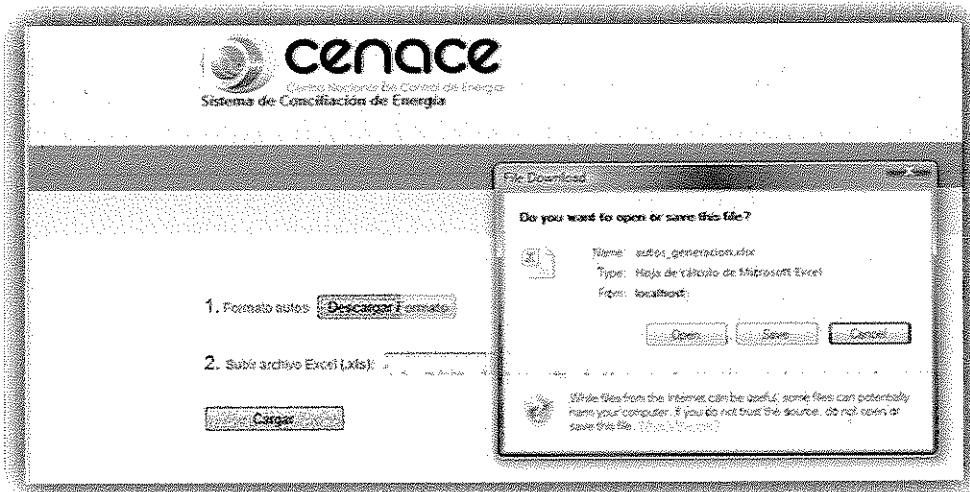 cenace
Centro Nacional de Control de Energía
Sistema de Conciliación de Energía
File Download
Do you want to open or save this file?
Name: autos_generacion.xlsx
Type: Hoja de cálculo de Microsoft Excel
From: localhost
Open Save Cancel
1. Formato autos: Descargar Formato
2. Subir archivo Excel (.xls):
Cargar
While files from the Internet can be useful, some files can potentially
harm your computer. If you do not trust the source, do not open or
save this file. What's the risk?